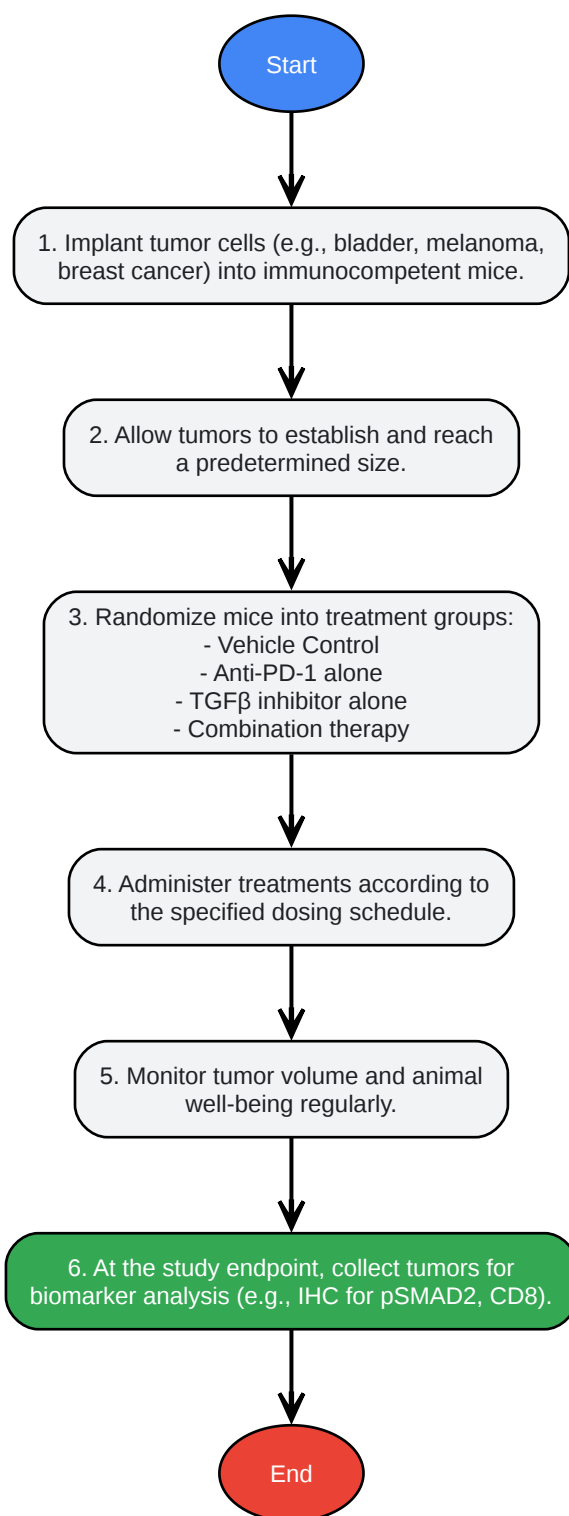 Start
1. Implant tumor cells (e.g., bladder, melanoma,
breast cancer) into immunocompetent mice.
2. Allow tumors to establish and reach
a predetermined size.
3. Randomize mice into treatment groups:
- Vehicle Control
- Anti-PD-1 alone
- TGFβ inhibitor alone
- Combination therapy
4. Administer treatments according to
the specified dosing schedule.
5. Monitor tumor volume and animal
well-being regularly.
6. At the study endpoint, collect tumors for
biomarker analysis (e.g., IHC for pSMAD2, CD8).
End